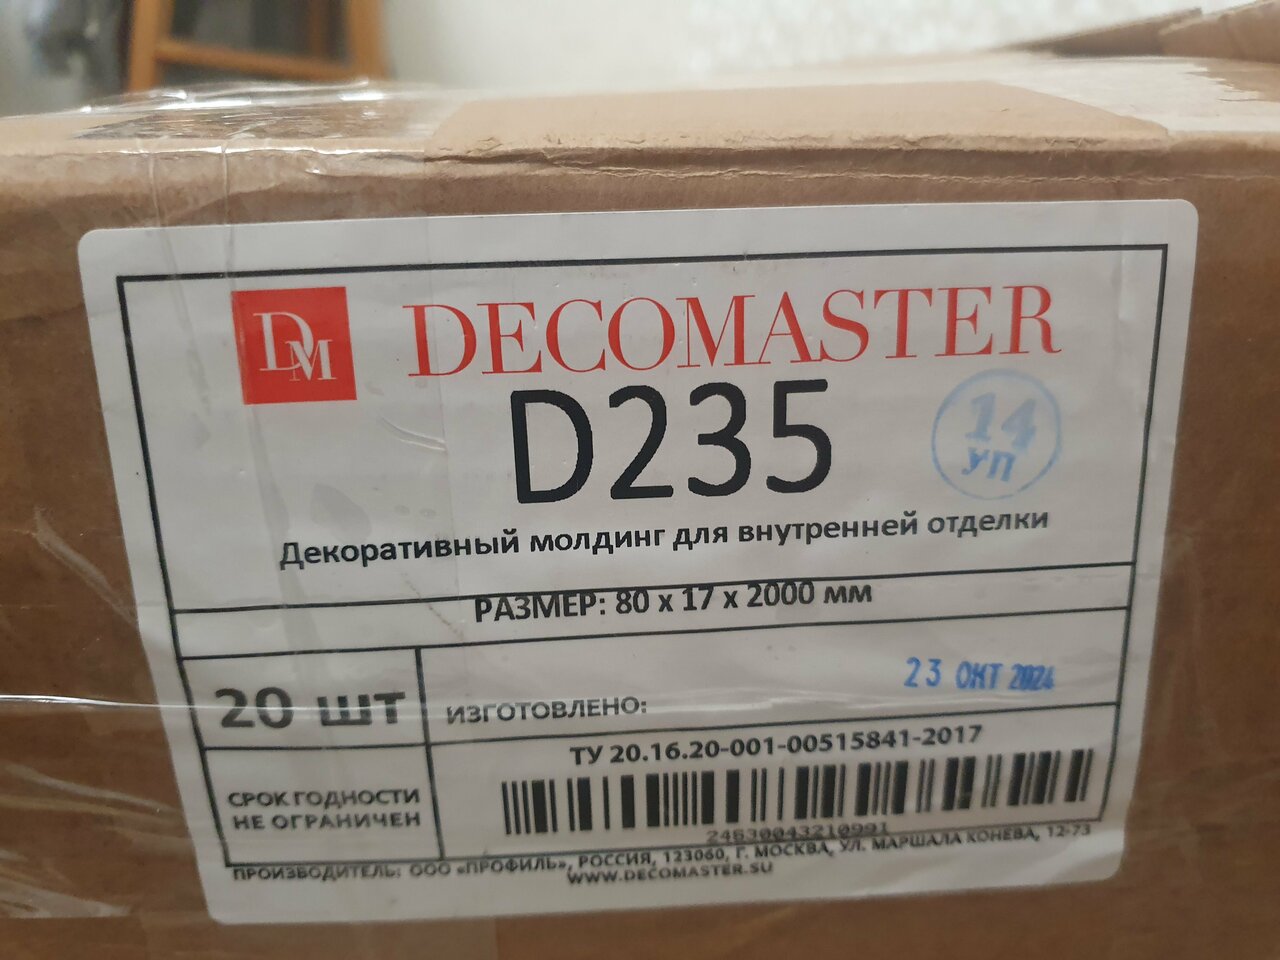 DM DECOMASTER
D235
14
УП
Декоративный молдинг для внутренней отделки
РАЗМЕР: 80 x 17 x 2000 мм
20 шт
ИЗГОТОВЛЕНО:
23 ОКТ 2024
ТУ 20.16.20-001-00515841-2017
СРОК ГОДНОСТИ
НЕ ОГРАНИЧЕН
24630043210991
ПРОИЗВОДИТЕЛЬ: ООО «ПРОФИЛЬ», РОССИЯ, 123060, Г. МОСКВА, УЛ. МАРШАЛА КОНЕВА, 12-73
WWW.DECOMASTER.SU